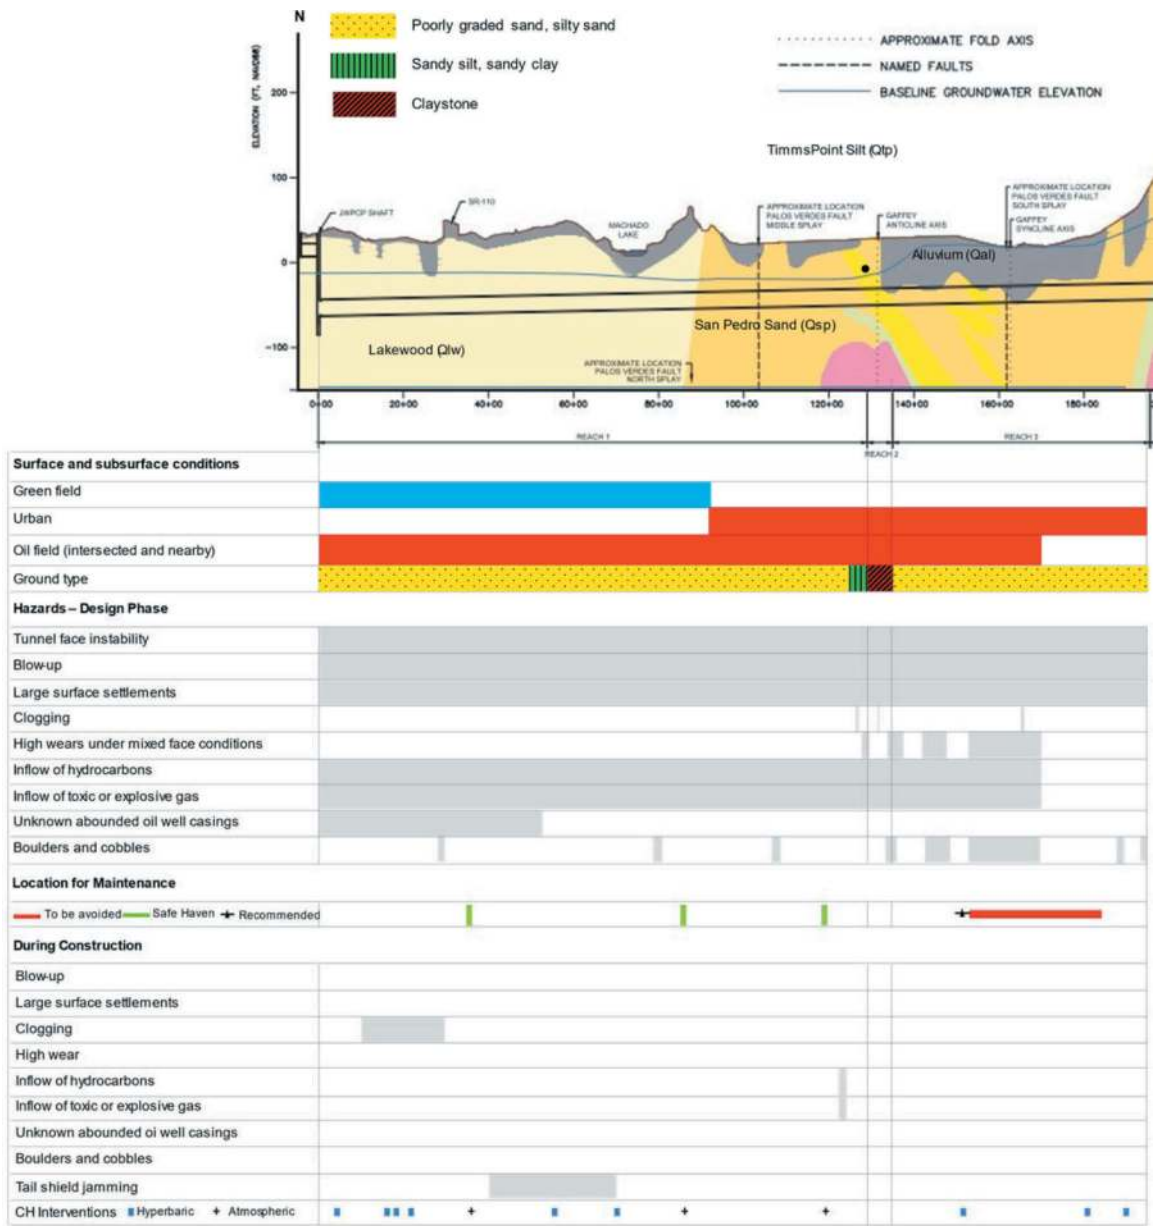 N
Poorly graded sand, silty sand
Sandy silt, sandy clay
Claystone
APPROXIMATE FOLD AXIS
NAMED FAULTS
BASELINE GROUNDWATER ELEVATION
ELEVATION (FT, NAVD88)
200
100
0
-100
TimmsPoint Silt (Qtp)
JWPCP SHAFT
SR-110
MACHADO
LAKE
APPROXIMATE LOCATION
PALOS VERDES FAULT
MIDDLE SPLAY
GAFFEY
ANTICLINE AXIS
APPROXIMATE LOCATION
PALOS VERDES FAULT
SOUTH SPLAY
GAFFEY
SYNCLINE AXIS
Alluvium (Qal)
San Pedro Sand (Qsp)
Lakewood (Qlw)
APPROXIMATE LOCATION
PALOS VERDES FAULT
NORTH SPLAY
0+00 20+00 40+00 60+00 80+00 100+00 120+00 140+00 160+00 180+00
REACH 1
REACH 2
REACH 3
Surface and subsurface conditions
Green field
Urban
Oil field (intersected and nearby)
Ground type
Hazards – Design Phase
Tunnel face instability
Blow-up
Large surface settlements
Clogging
High wears under mixed face conditions
Inflow of hydrocarbons
Inflow of toxic or explosive gas
Unknown abounded oil well casings
Boulders and cobbles
Location for Maintenance
To be avoided Safe Haven Recommended
During Construction
Blow-up
Large surface settlements
Clogging
High wear
Inflow of hydrocarbons
Inflow of toxic or explosive gas
Unknown abounded oi well casings
Boulders and cobbles
Tail shield jamming
CH Interventions Hyperbaric + Atmospheric